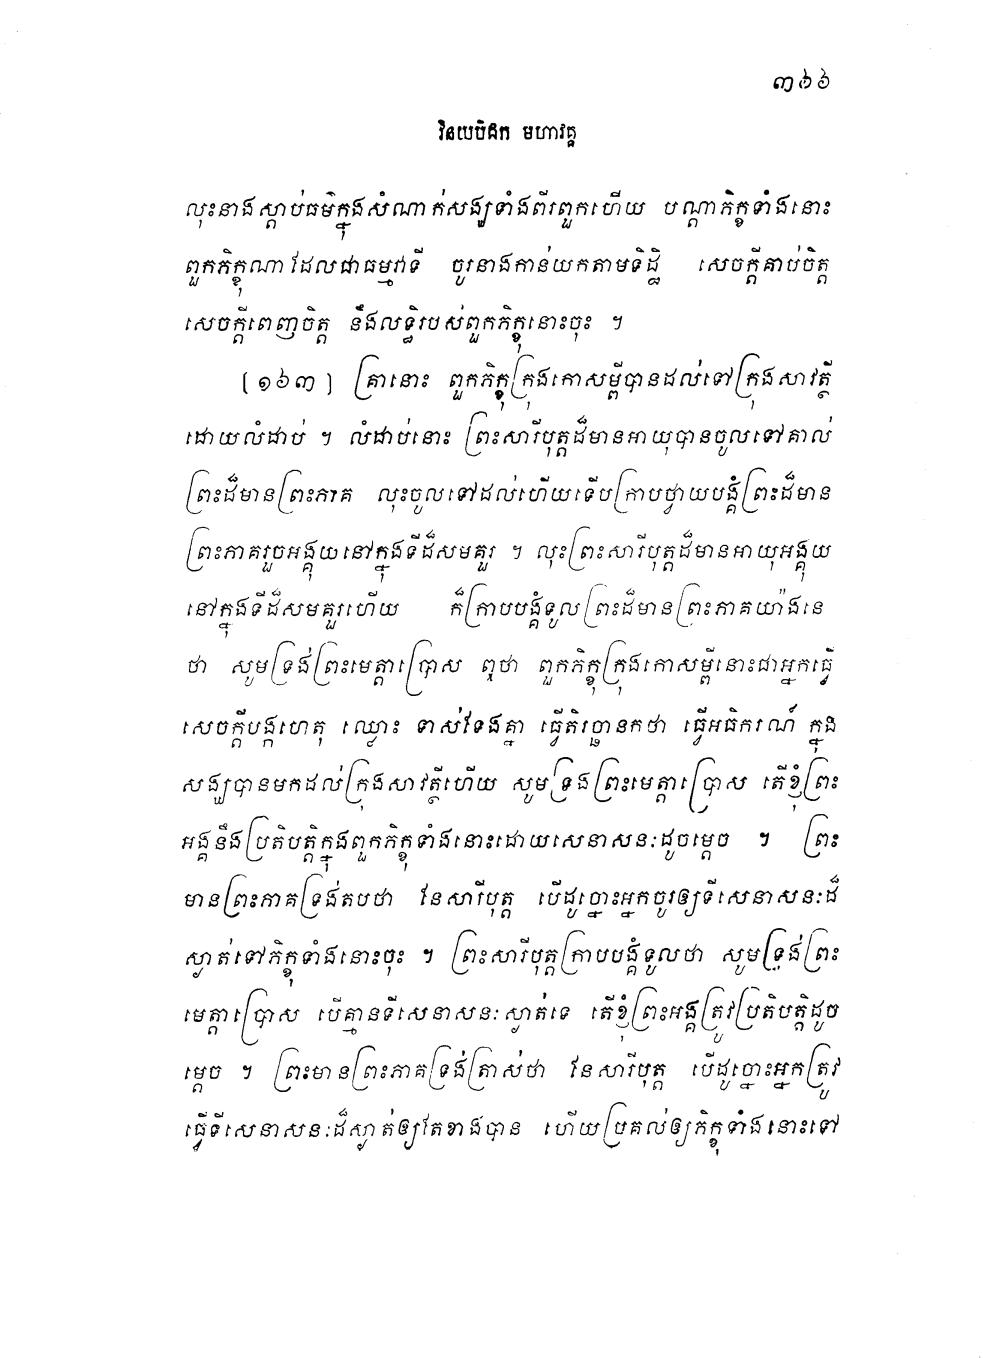 ៣៦៦
វិនយបិដក មហាវគ្គ
លុះនាងស្តាប់ធម៌ក្នុងសំណាក់សង្ឃទាំងពីរពួកហើយ បណ្តាភិក្ខុទាំងនោះ
ពួកភិក្ខុណា ដែលជាធម្មវាទី ចូរនាងកាន់យកតាមទិដ្ឋិ សេចក្តីគាប់ចិត្ត
សេចក្តីពេញចិត្ត នឹងលទ្ធិរបស់ពួកភិក្ខុនោះចុះ ។
[១៦៣] គ្រានោះ ពួកភិក្ខុក្រុងកោសម្ពីបានដល់ទៅក្រុងសាវត្ថី
ដោយលំដាប់ ។ លំដាប់នោះ ព្រះសារីបុត្តដ៏មានអាយុបានចូលទៅគាល់
ព្រះដ៏មានព្រះភាគ លុះចូលទៅដល់ហើយទើបក្រាបថ្វាយបង្គំព្រះដ៏មាន
ព្រះភាគរួចអង្គុយនៅក្នុងទីដ៏សមគួរ ។ លុះព្រះសារីបុត្តដ៏មានអាយុអង្គុយ
នៅក្នុងទីដ៏សមគួរហើយ ក៏ក្រាបបង្គំទូលព្រះដ៏មានព្រះភាគយ៉ាងនេ
ថា សូមទ្រង់ព្រះមេត្តាប្រោស ឮថា ពួកភិក្ខុក្រុងកោសម្ពីនោះជាអ្នកធ្វើ
សេចក្តីបង្កហេតុ ឈ្លោះ ទាស់ទែងគ្នា ធ្វើតិរច្ឆានកថា ធ្វើអធិករណ៍ ក្នុង
សង្ឃបានមកដល់ក្រុងសាវត្ថីហើយ សូមទ្រង់ព្រះមេត្តាប្រោស តើខ្ញុំព្រះ
អង្គនឹងប្រតិបត្តិក្នុងពួកភិក្ខុទាំងនោះដោយសេនាសនៈដូចម្តេច ។ ព្រះ
មានព្រះភាគទ្រង់តបថា នែសារីបុត្ត បើដូច្នោះអ្នកចូរឲ្យទីសេនាសនៈដ៏
ស្ងាត់ទៅភិក្ខុទាំងនោះចុះ ។ ព្រះសារីបុត្តក្រាបបង្គំទូលថា សូមទ្រង់ព្រះ
មេត្តាប្រោស បើគ្មានទីសេនាសនៈស្ងាត់ទេ តើខ្ញុំព្រះអង្គត្រូវប្រតិបត្តិដូច
ម្តេច ។ ព្រះមានព្រះភាគទ្រង់ត្រាស់ថា នែសារីបុត្ត បើដូច្នោះអ្នកត្រូវ
ធ្វើទីសេនាសនៈដ៏ស្ងាត់ឲ្យតែខាងបាន ហើយប្រគល់ឲ្យភិក្ខុទាំងនោះទៅ